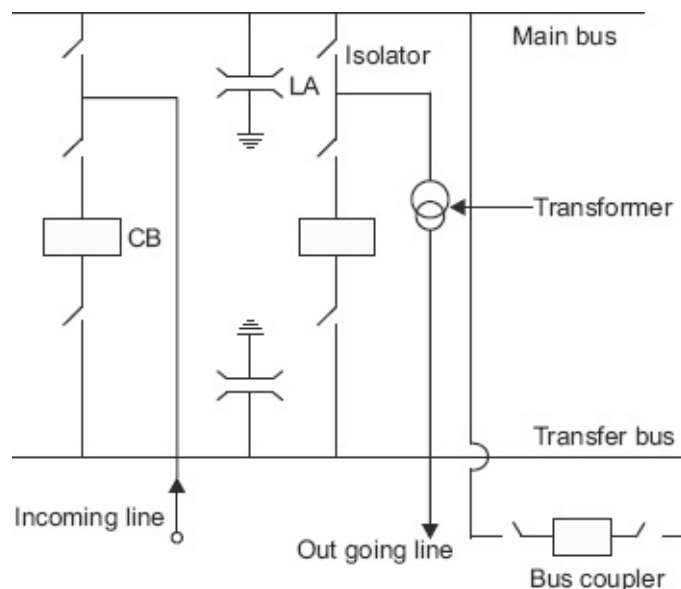 Main bus
Isolator
LA
CB
Transformer
Transfer bus
Incoming line
Out going line
Bus coupler